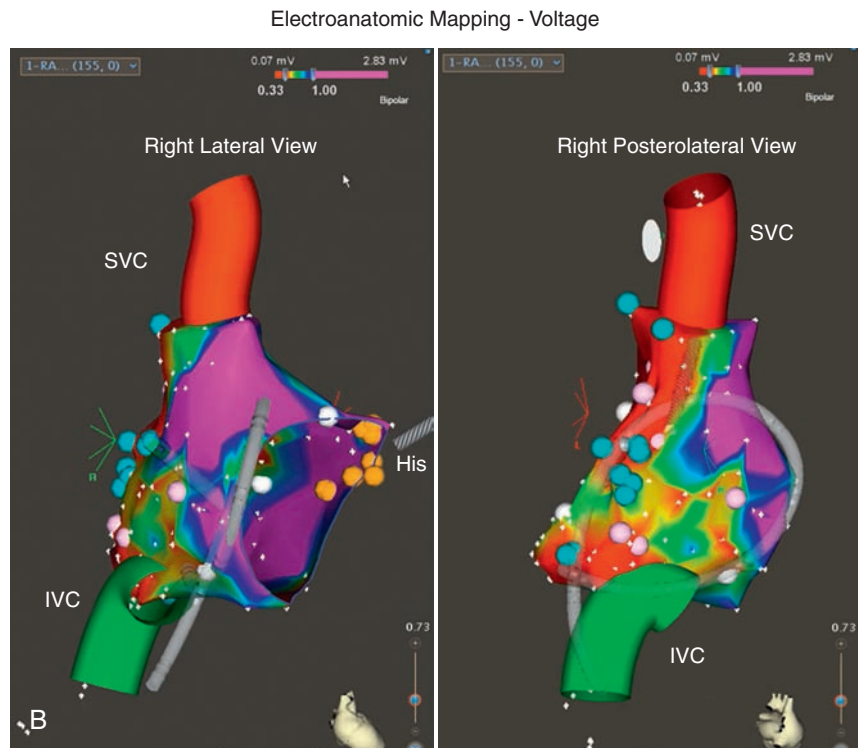 Electroanatomic Mapping - Voltage
1-RA... (155, 0)
0.07 mV 2.83 mV
0.33 1.00
Bipolar
Right Lateral View
SVC
His
IVC
0.73
B
1-RA... (155, 0)
0.07 mV 2.83 mV
0.33 1.00
Bipolar
Right Posterolateral View
SVC
IVC
0.73